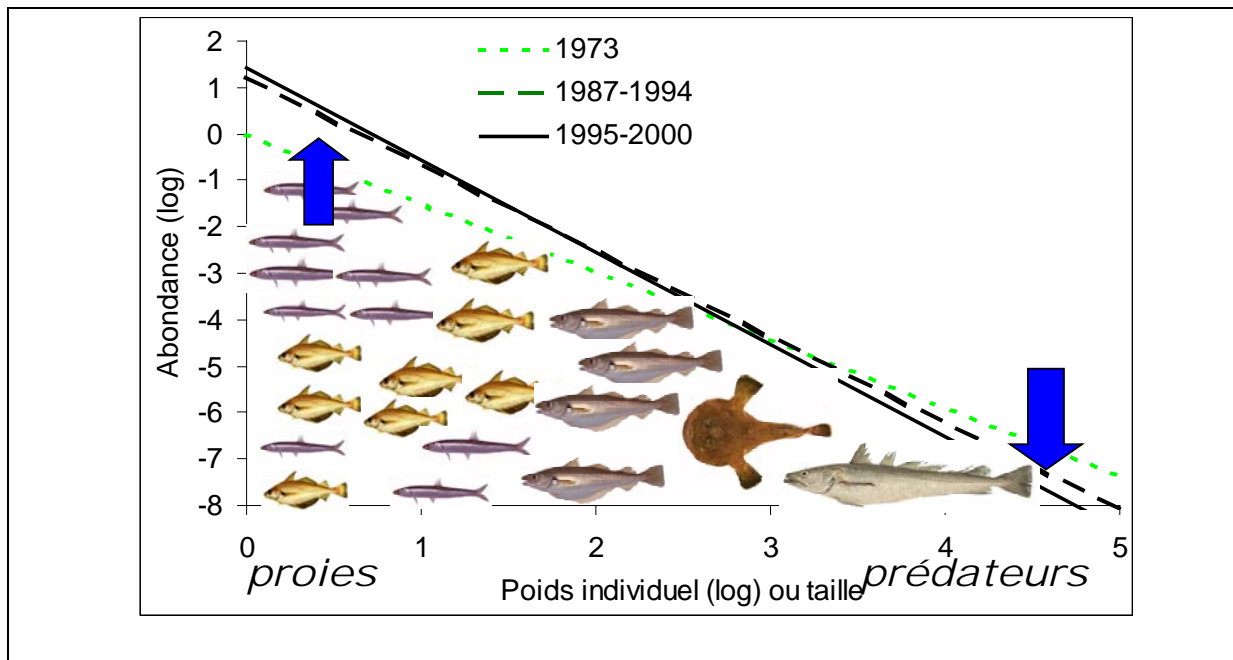 2
1
0
-1
-2
-3
-4
-5
-6
-7
-8
Abondance (log)
1973
1987-1994
1995-2000
0 1 2 3 4 5
proies
Poids individuel (log) ou taille
prédateurs